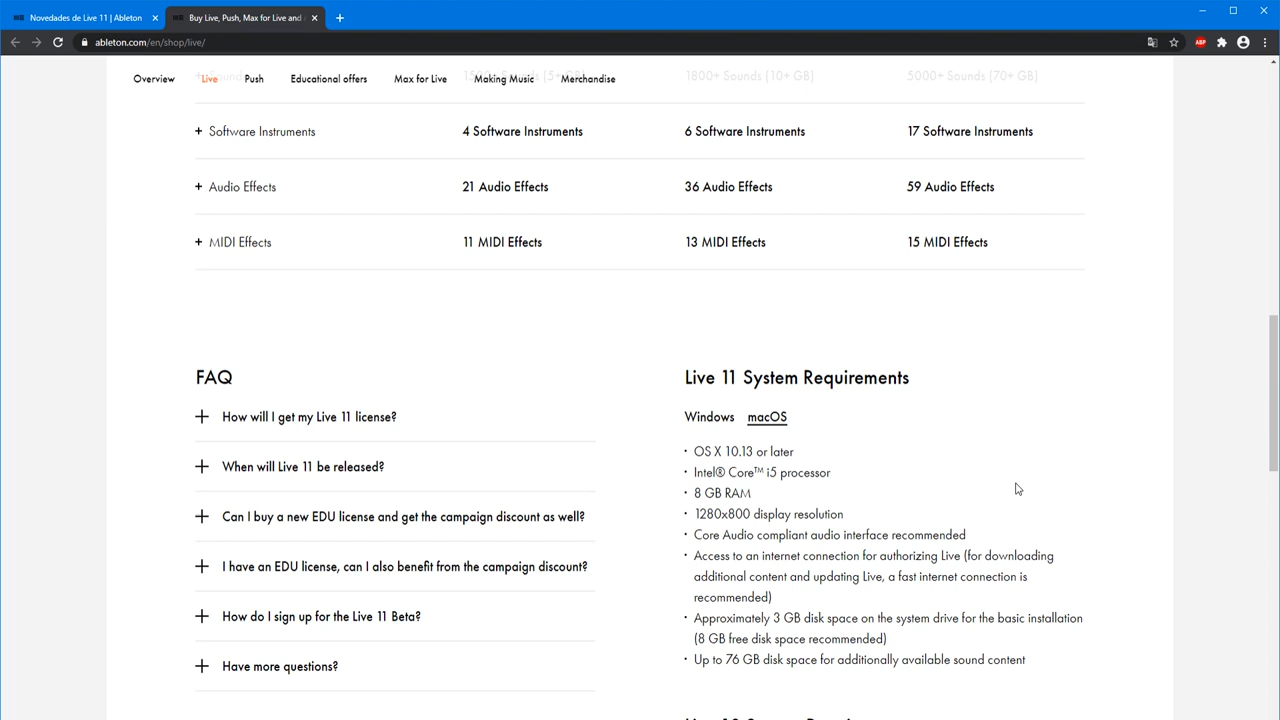 Novedades de Live 11 | Ableton
Buy Live, Push, Max for Live and
ableton.com/en/shop/live/
ABP
Overview Live Push Educational offers Max for Live Making Music Merchandise
1800+ Sounds (10+ GB) 5000+ Sounds (70+ GB)
+ Software Instruments 4 Software Instruments 6 Software Instruments 17 Software Instruments
+ Audio Effects 21 Audio Effects 36 Audio Effects 59 Audio Effects
+ MIDI Effects 11 MIDI Effects 13 MIDI Effects 15 MIDI Effects
FAQ
+ How will I get my Live 11 license?
+ When will Live 11 be released?
+ Can I buy a new EDU license and get the campaign discount as well?
+ I have an EDU license, can I also benefit from the campaign discount?
+ How do I sign up for the Live 11 Beta?
+ Have more questions?
Live 11 System Requirements
Windows macOS
• OS X 10.13 or later
• Intel® Core™ i5 processor
• 8 GB RAM
• 1280x800 display resolution
• Core Audio compliant audio interface recommended
• Access to an internet connection for authorizing Live (for downloading
additional content and updating Live, a fast internet connection is
recommended)
• Approximately 3 GB disk space on the system drive for the basic installation
(8 GB free disk space recommended)
• Up to 76 GB disk space for additionally available sound content